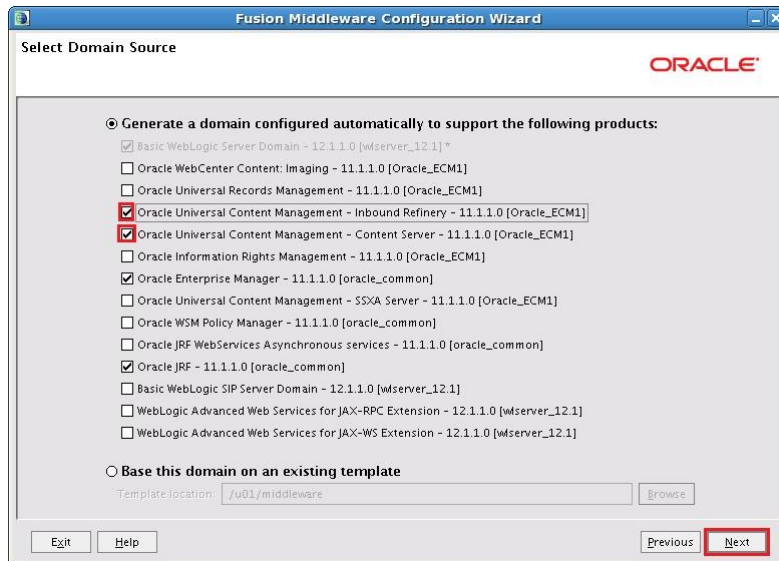 Fusion Middleware Configuration Wizard
Select Domain Source
ORACLE
Generate a domain configured automatically to support the following products:
Basic WebLogic Server Domain - 12.1.1.0 [wlserver_12.1] *
Oracle WebCenter Content: Imaging - 11.1.1.0 [Oracle_ECM1]
Oracle Universal Records Management - 11.1.1.0 [Oracle_ECM1]
Oracle Universal Content Management - Inbound Refinery - 11.1.1.0 [Oracle_ECM1]
Oracle Universal Content Management - Content Server - 11.1.1.0 [Oracle_ECM1]
Oracle Information Rights Management - 11.1.1.0 [Oracle_ECM1]
Oracle Enterprise Manager - 11.1.1.0 [oracle_common]
Oracle Universal Content Management - SSXA Server - 11.1.1.0 [Oracle_ECM1]
Oracle WSM Policy Manager - 11.1.1.0 [oracle_common]
Oracle JRF WebServices Asynchronous services - 11.1.1.0 [oracle_common]
Oracle JRF - 11.1.1.0 [oracle_common]
Basic WebLogic SIP Server Domain - 12.1.1.0 [wlserver_12.1]
WebLogic Advanced Web Services for JAX-RPC Extension - 12.1.1.0 [wlserver_12.1]
WebLogic Advanced Web Services for JAX-WS Extension - 12.1.1.0 [wlserver_12.1]
Base this domain on an existing template
Template location: /u01/middleware Browse
Exit Help Previous Next